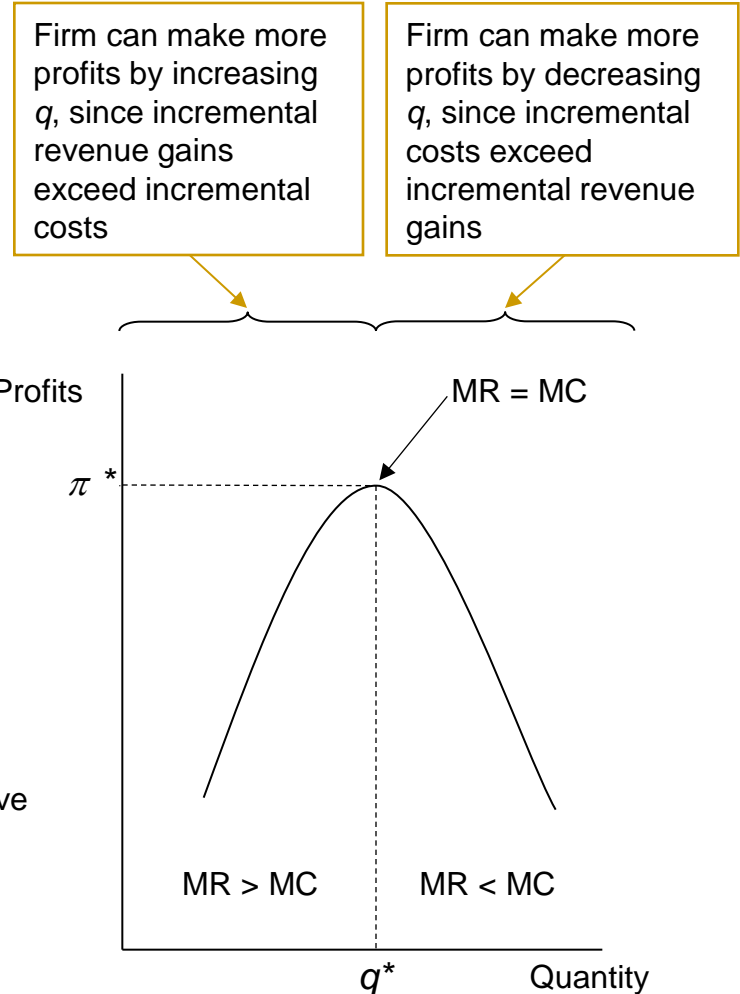 Firm can make more
profits by increasing
q, since incremental
revenue gains
exceed incremental
costs
Firm can make more
profits by decreasing
q, since incremental
costs exceed
incremental revenue
gains
Profits
MR = MC
π *
ve
MR > MC
MR < MC
q*
Quantity